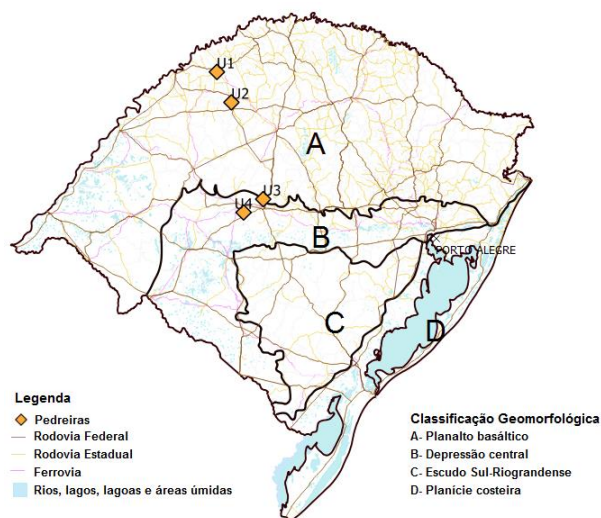 U1
U2
A
U3
U4
B
PORTO ALEGRE
C
D
Legenda
Pedreiras
Rodovia Federal
Rodovia Estadual
Ferrovia
Rios, lagos, lagoas e áreas úmidas
Classificação Geomorfológica
A- Planalto basáltico
B- Depressão central
C- Escudo Sul-Riograndense
D- Planície costeira